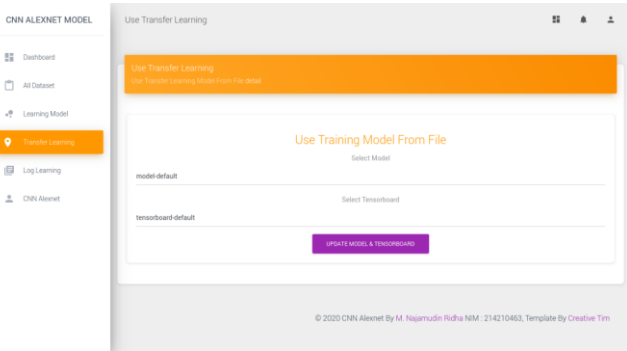 CNN ALEXNET MODEL
Dashboard
All Dataset
Learning Model
Transfer Learning
Log Learning
CNN Alexnet
Use Transfer Learning
Use Transfer Learning
Use Transfer Learning Model From File detail
Use Training Model From File
Select Model
model-default
Select Tensorboard
tensorboard-default
UPDATE MODEL & TENSORBOARD
© 2020 CNN Alexnet By M. Najamudin Ridha NIM : 214210463, Template By Creative Tim